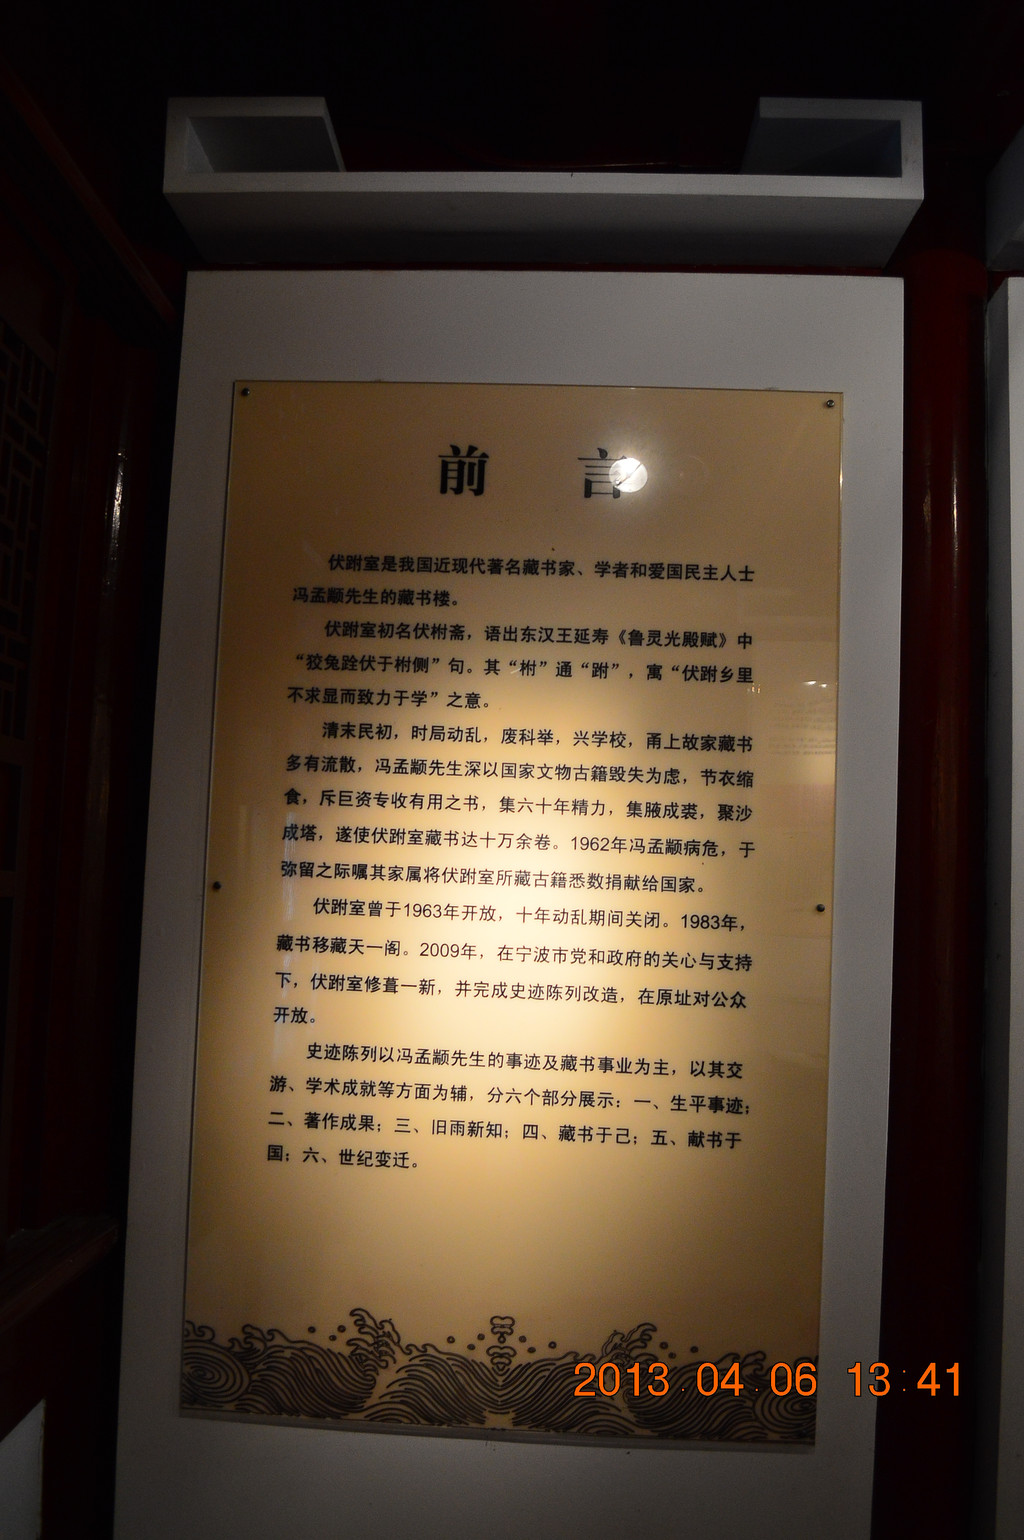 前言
伏跗室是我国近现代著名藏书家、学者和爱国民主人士
冯孟颛先生的藏书楼。
伏跗室初名伏柎斋，语出东汉王延寿《鲁灵光殿赋》中
“狡兔跧伏于柎侧”句。其“柎”通“跗”，寓“伏跗乡里
不求显而致力于学”之意。
清末民初，时局动乱，废科举，兴学校，甬上故家藏书
多有流散，冯孟颛先生深以国家文物古籍毁失为虑，节衣缩
食，斥巨资专收有用之书，集六十年精力，集腋成裘，聚沙
成塔，遂使伏跗室藏书达十万余卷。1962年冯孟颛病危，于
弥留之际嘱其家属将伏跗室所藏古籍悉数捐献给国家。
伏跗室曾于1963年开放，十年动乱期间关闭。1983年，
藏书移藏天一阁。2009年，在宁波市党和政府的关心与支持
下，伏跗室修葺一新，并完成史迹陈列改造，在原址对公众
开放。
史迹陈列以冯孟颛先生的事迹及藏书事业为主，以其交
游、学术成就等方面为辅，分六个部分展示：一、生平事迹；
二、著作成果；三、旧雨新知；四、藏书于己；五、献书于
国；六、世纪变迁。
2013.04.06 13:41